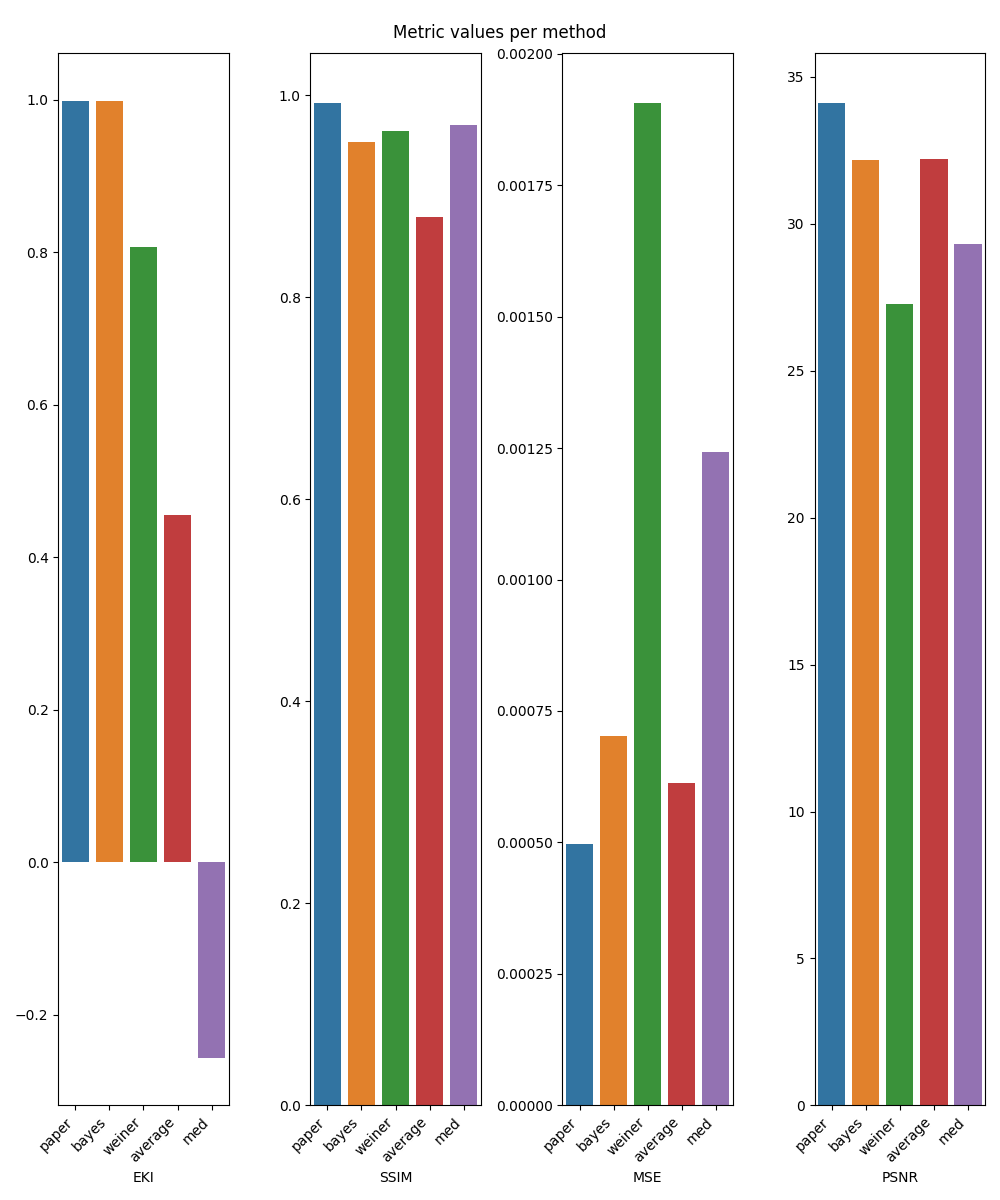 Metric values per method
1.0
0.8
0.6
0.4
0.2
0.0
−0.2
paper
bayes
weiner
average
med
EKI
1.0
0.8
0.6
0.4
0.2
0.0
paper
bayes
weiner
average
med
SSIM
0.00200
0.00175
0.00150
0.00125
0.00100
0.00075
0.00050
0.00025
0.00000
paper
bayes
weiner
average
med
MSE
35
30
25
20
15
10
5
0
paper
bayes
weiner
average
med
PSNR